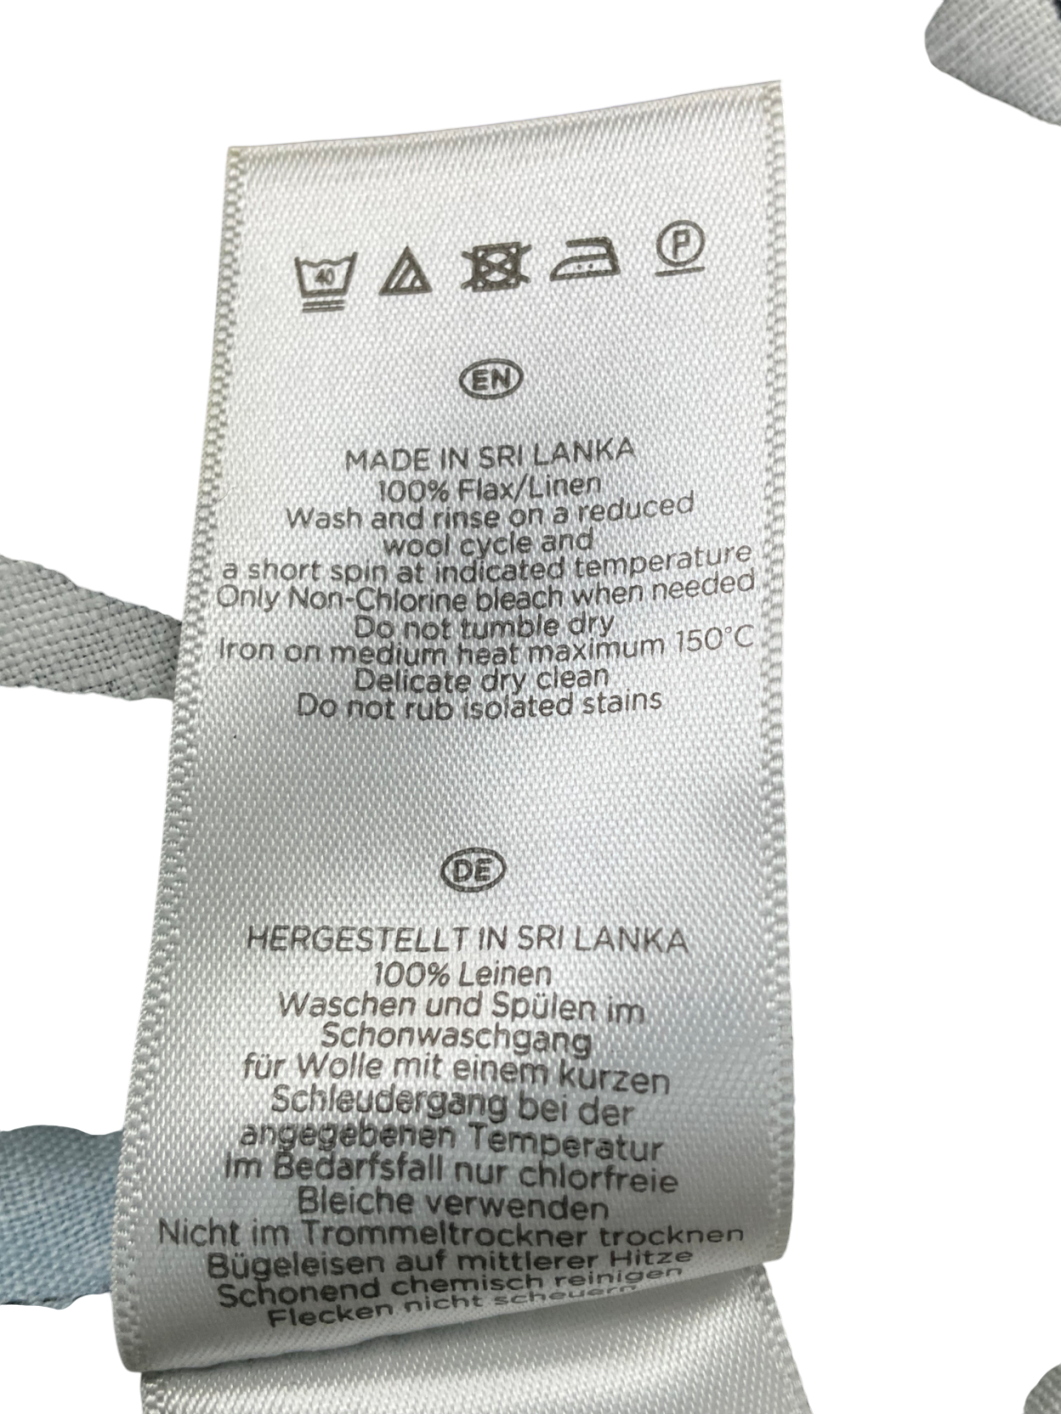 40
P
EN
MADE IN SRI LANKA
100% Flax/Linen
Wash and rinse on a reduced
wool cycle and
a short spin at indicated temperature
Only Non-Chlorine bleach when needed
Do not tumble dry
Iron on medium heat maximum 150°C
Delicate dry clean
Do not rub isolated stains
DE
HERGESTELLT IN SRI LANKA
100% Leinen
Waschen und Spülen im
Schonwaschgang
für Wolle mit einem kurzen
Schleudergang bei der
angegebenen Temperatur
Im Bedarfsfall nur chlorfreie
Bleiche verwenden
Nicht im Trommeltrockner trocknen
Bügeleisen auf mittlerer Hitze
Schonend chemisch reinigen
Flecken nicht scheuern